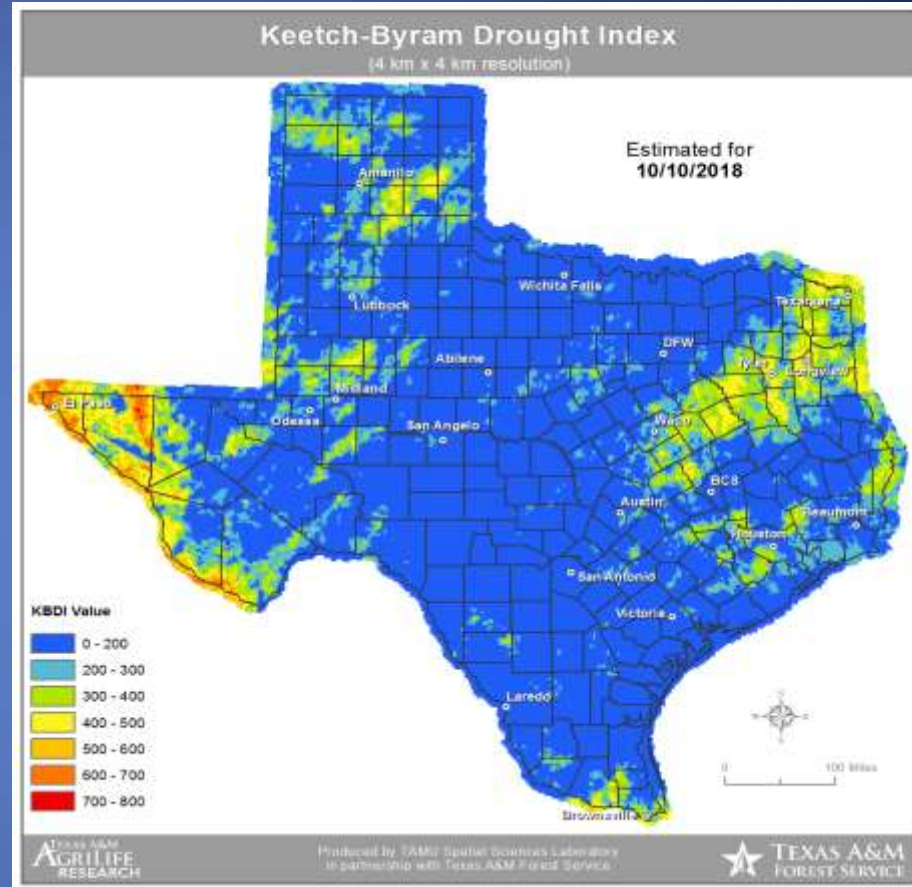 Keetch-Byram Drought Index
(4 km x 4 km resolution)
Estimated for
10/10/2018
Amarillo
Wichita Falls
Texarkana
Lubbock
DFW
Abilene
Tyler
Longview
Midland
El Paso
Odessa
San Angelo
Waco
BCS
Austin
Beaumont
Houston
San Antonio
Victoria
KBDI Value
0 - 200
200 - 300
300 - 400
400 - 500
500 - 600
600 - 700
700 - 800
Laredo
N
W
E
S
0 100 Miles
Brownsville
TEXAS A&M
AGRILIFE
RESEARCH
Produced by TAMU Spatial Sciences Laboratory
in partnership with Texas A&M Forest Service
TEXAS A&M
FOREST SERVICE